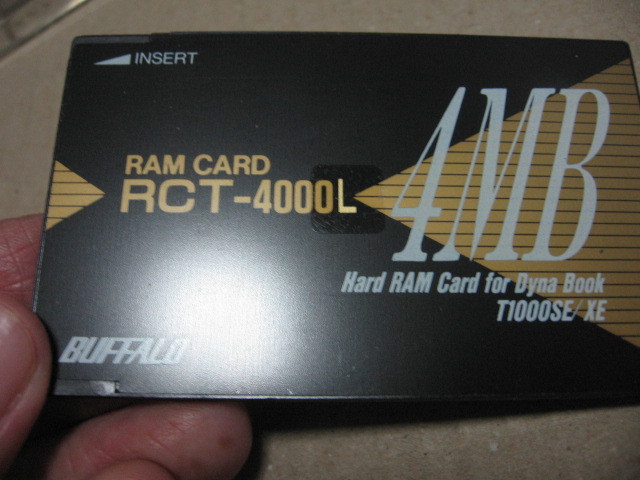 INSERT
4MB
RAM CARD
RCT-4000L
Hard RAM Card for Dyna Book
T1000SE/XE
BUFFALO